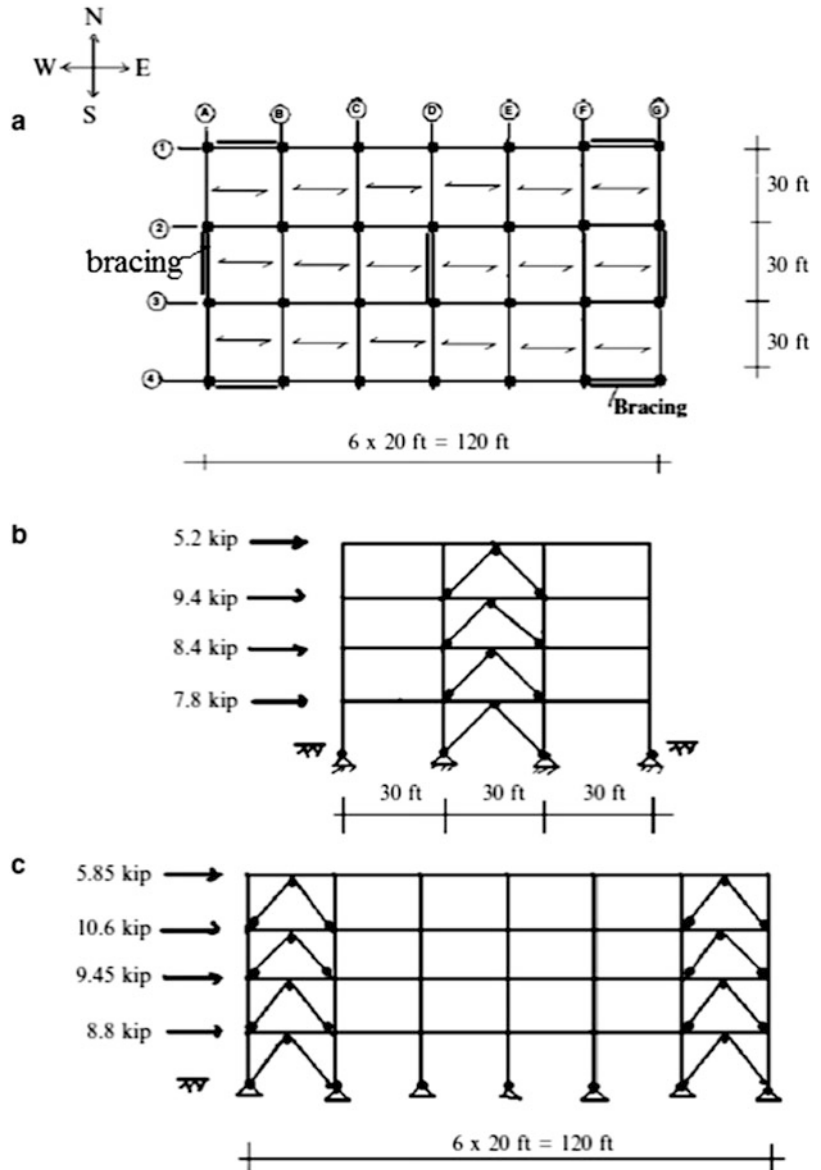 N
W E
S
a
A B C D E F G
1
30 ft
2
bracing
30 ft
3
30 ft
4
Bracing
6 x 20 ft = 120 ft
b
5.2 kip
9.4 kip
8.4 kip
7.8 kip
30 ft 30 ft 30 ft
c
5.85 kip
10.6 kip
9.45 kip
8.8 kip
6 x 20 ft = 120 ft